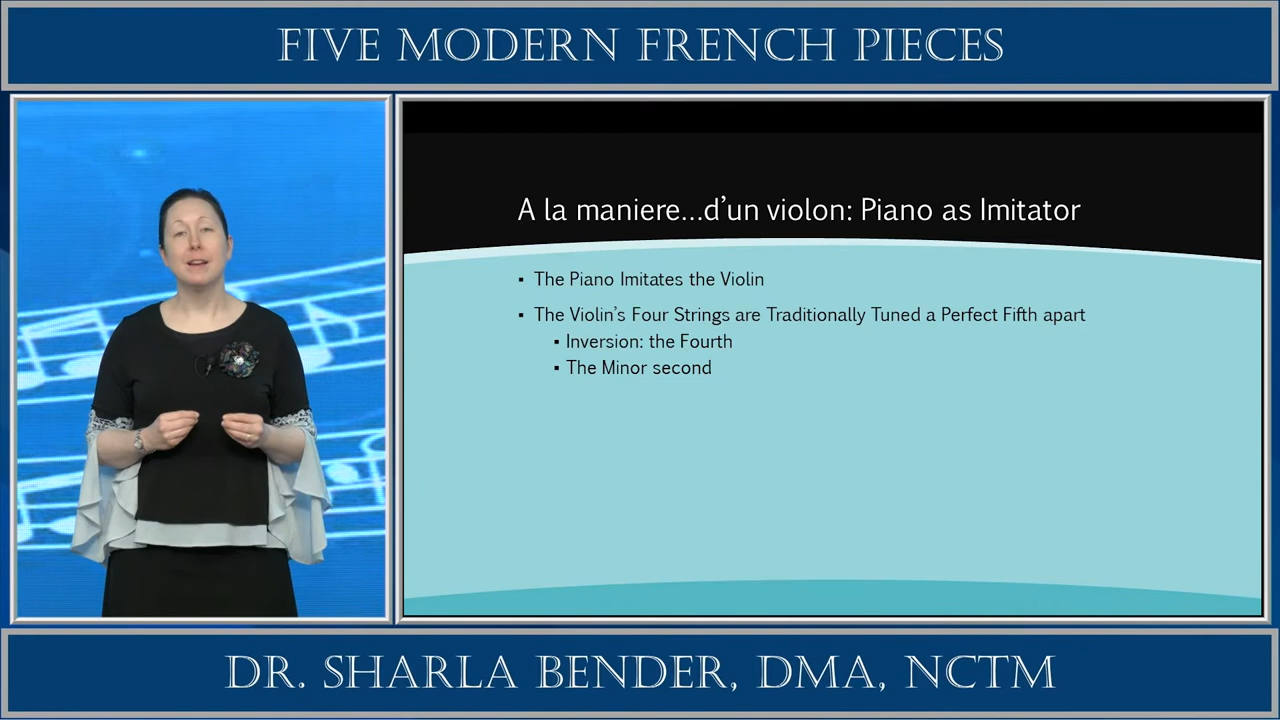 FIVE MODERN FRENCH PIECES
A la maniere...d'un violon: Piano as Imitator
▪ The Piano Imitates the Violin
▪ The Violin's Four Strings are Traditionally Tuned a Perfect Fifth apart
▪ Inversion: the Fourth
▪ The Minor second
DR. SHARLA BENDER, DMA, NCTM